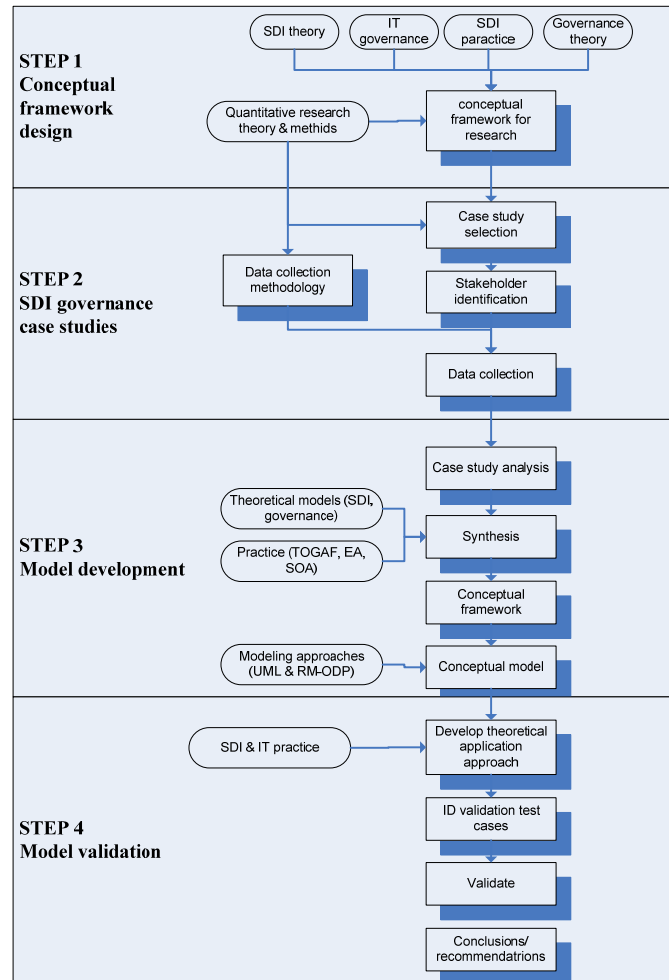 STEP 1
Conceptual
framework
design
SDI theory
IT
governance
SDI
paractice
Governance
theory
Quantitative research
theory & methids
conceptual
framework for
research
STEP 2
SDI governance
case studies
Case study
selection
Data collection
methodology
Stakeholder
identification
Data collection
STEP 3
Model development
Case study analysis
Theoretical models (SDI,
governance)
Synthesis
Practice (TOGAF, EA,
SOA)
Conceptual
framework
Modeling approaches
(UML & RM-ODP)
Conceptual model
STEP 4
Model validation
SDI & IT practice
Develop theoretical
application
approach
ID validation test
cases
Validate
Conclusions/
recommendatrions